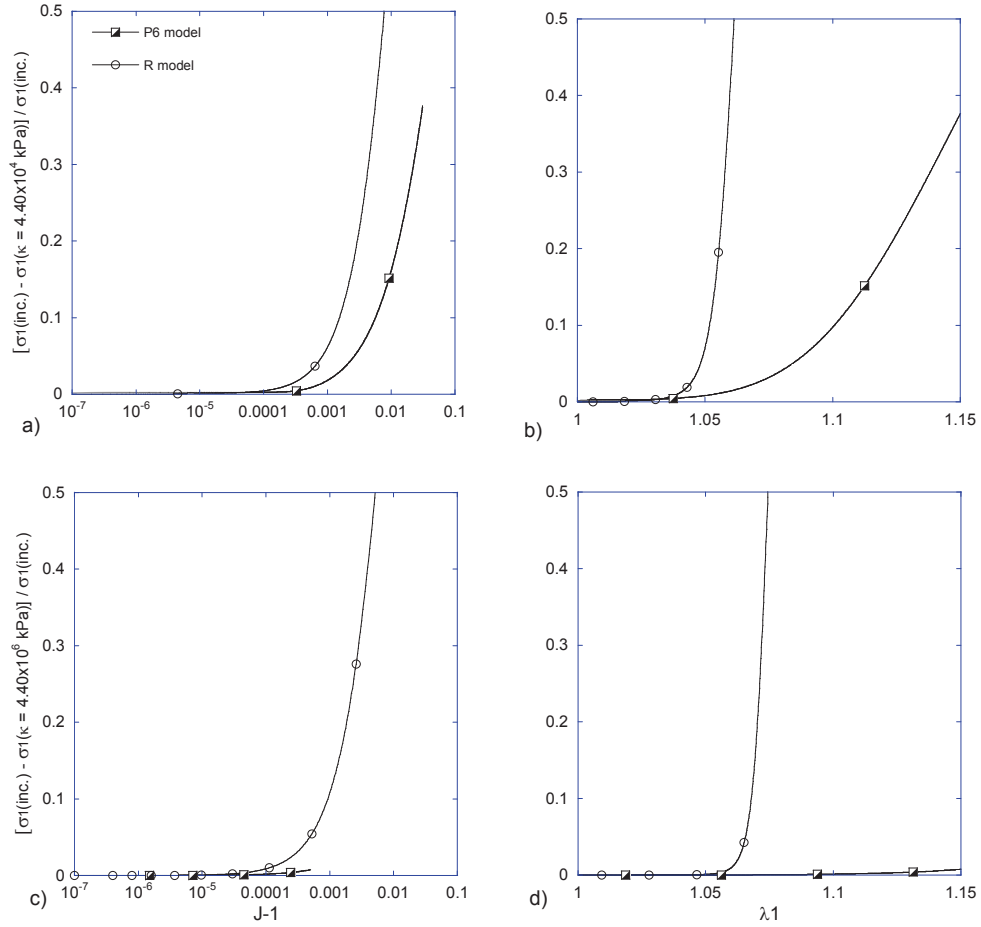 0.5
0.4
0.3
0.2
0.1
0
[σ1(inc.) - σ1(κ = 4.40x10⁴ kPa)] / σ1(inc.)
P6 model
R model
10⁻⁷ 10⁻⁶ 10⁻⁵ 0.0001 0.001 0.01 0.1
a)
0.5
0.4
0.3
0.2
0.1
0
1 1.05 1.1 1.15
b)
0.5
0.4
0.3
0.2
0.1
0
[σ1(inc.) - σ1(κ = 4.40x10⁶ kPa)] / σ1(inc.)
10⁻⁷ 10⁻⁶ 10⁻⁵ 0.0001 0.001 0.01 0.1
c)
J-1
0.5
0.4
0.3
0.2
0.1
0
1 1.05 1.1 1.15
d)
λ1